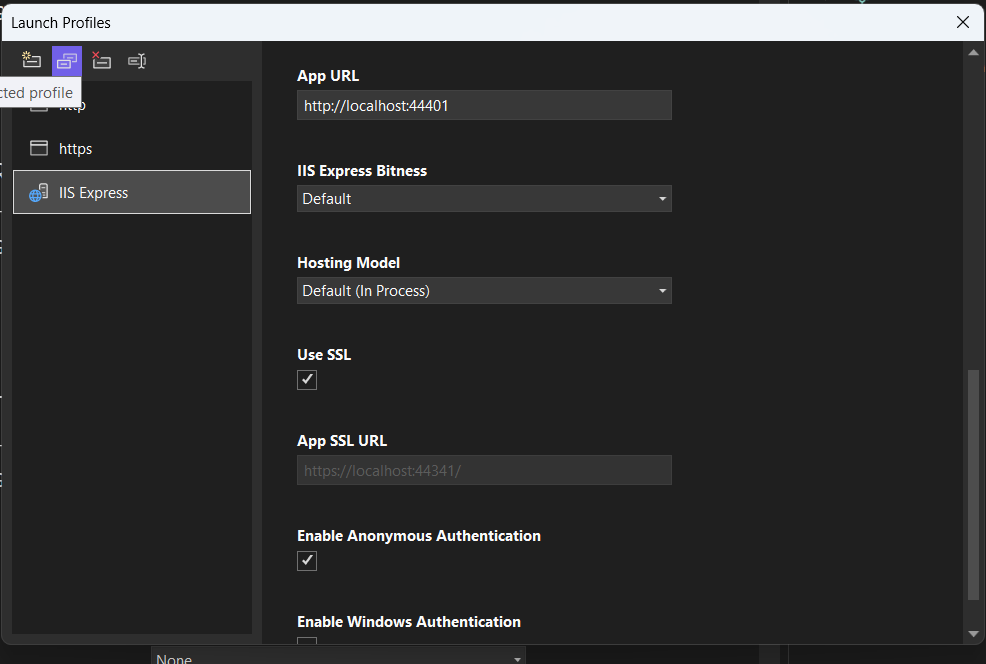 Launch Profiles
cted profile
http
https
IIS Express
App URL
http://localhost:44401
IIS Express Bitness
Default
Hosting Model
Default (In Process)
Use SSL
App SSL URL
https://localhost:44341/
Enable Anonymous Authentication
Enable Windows Authentication
None